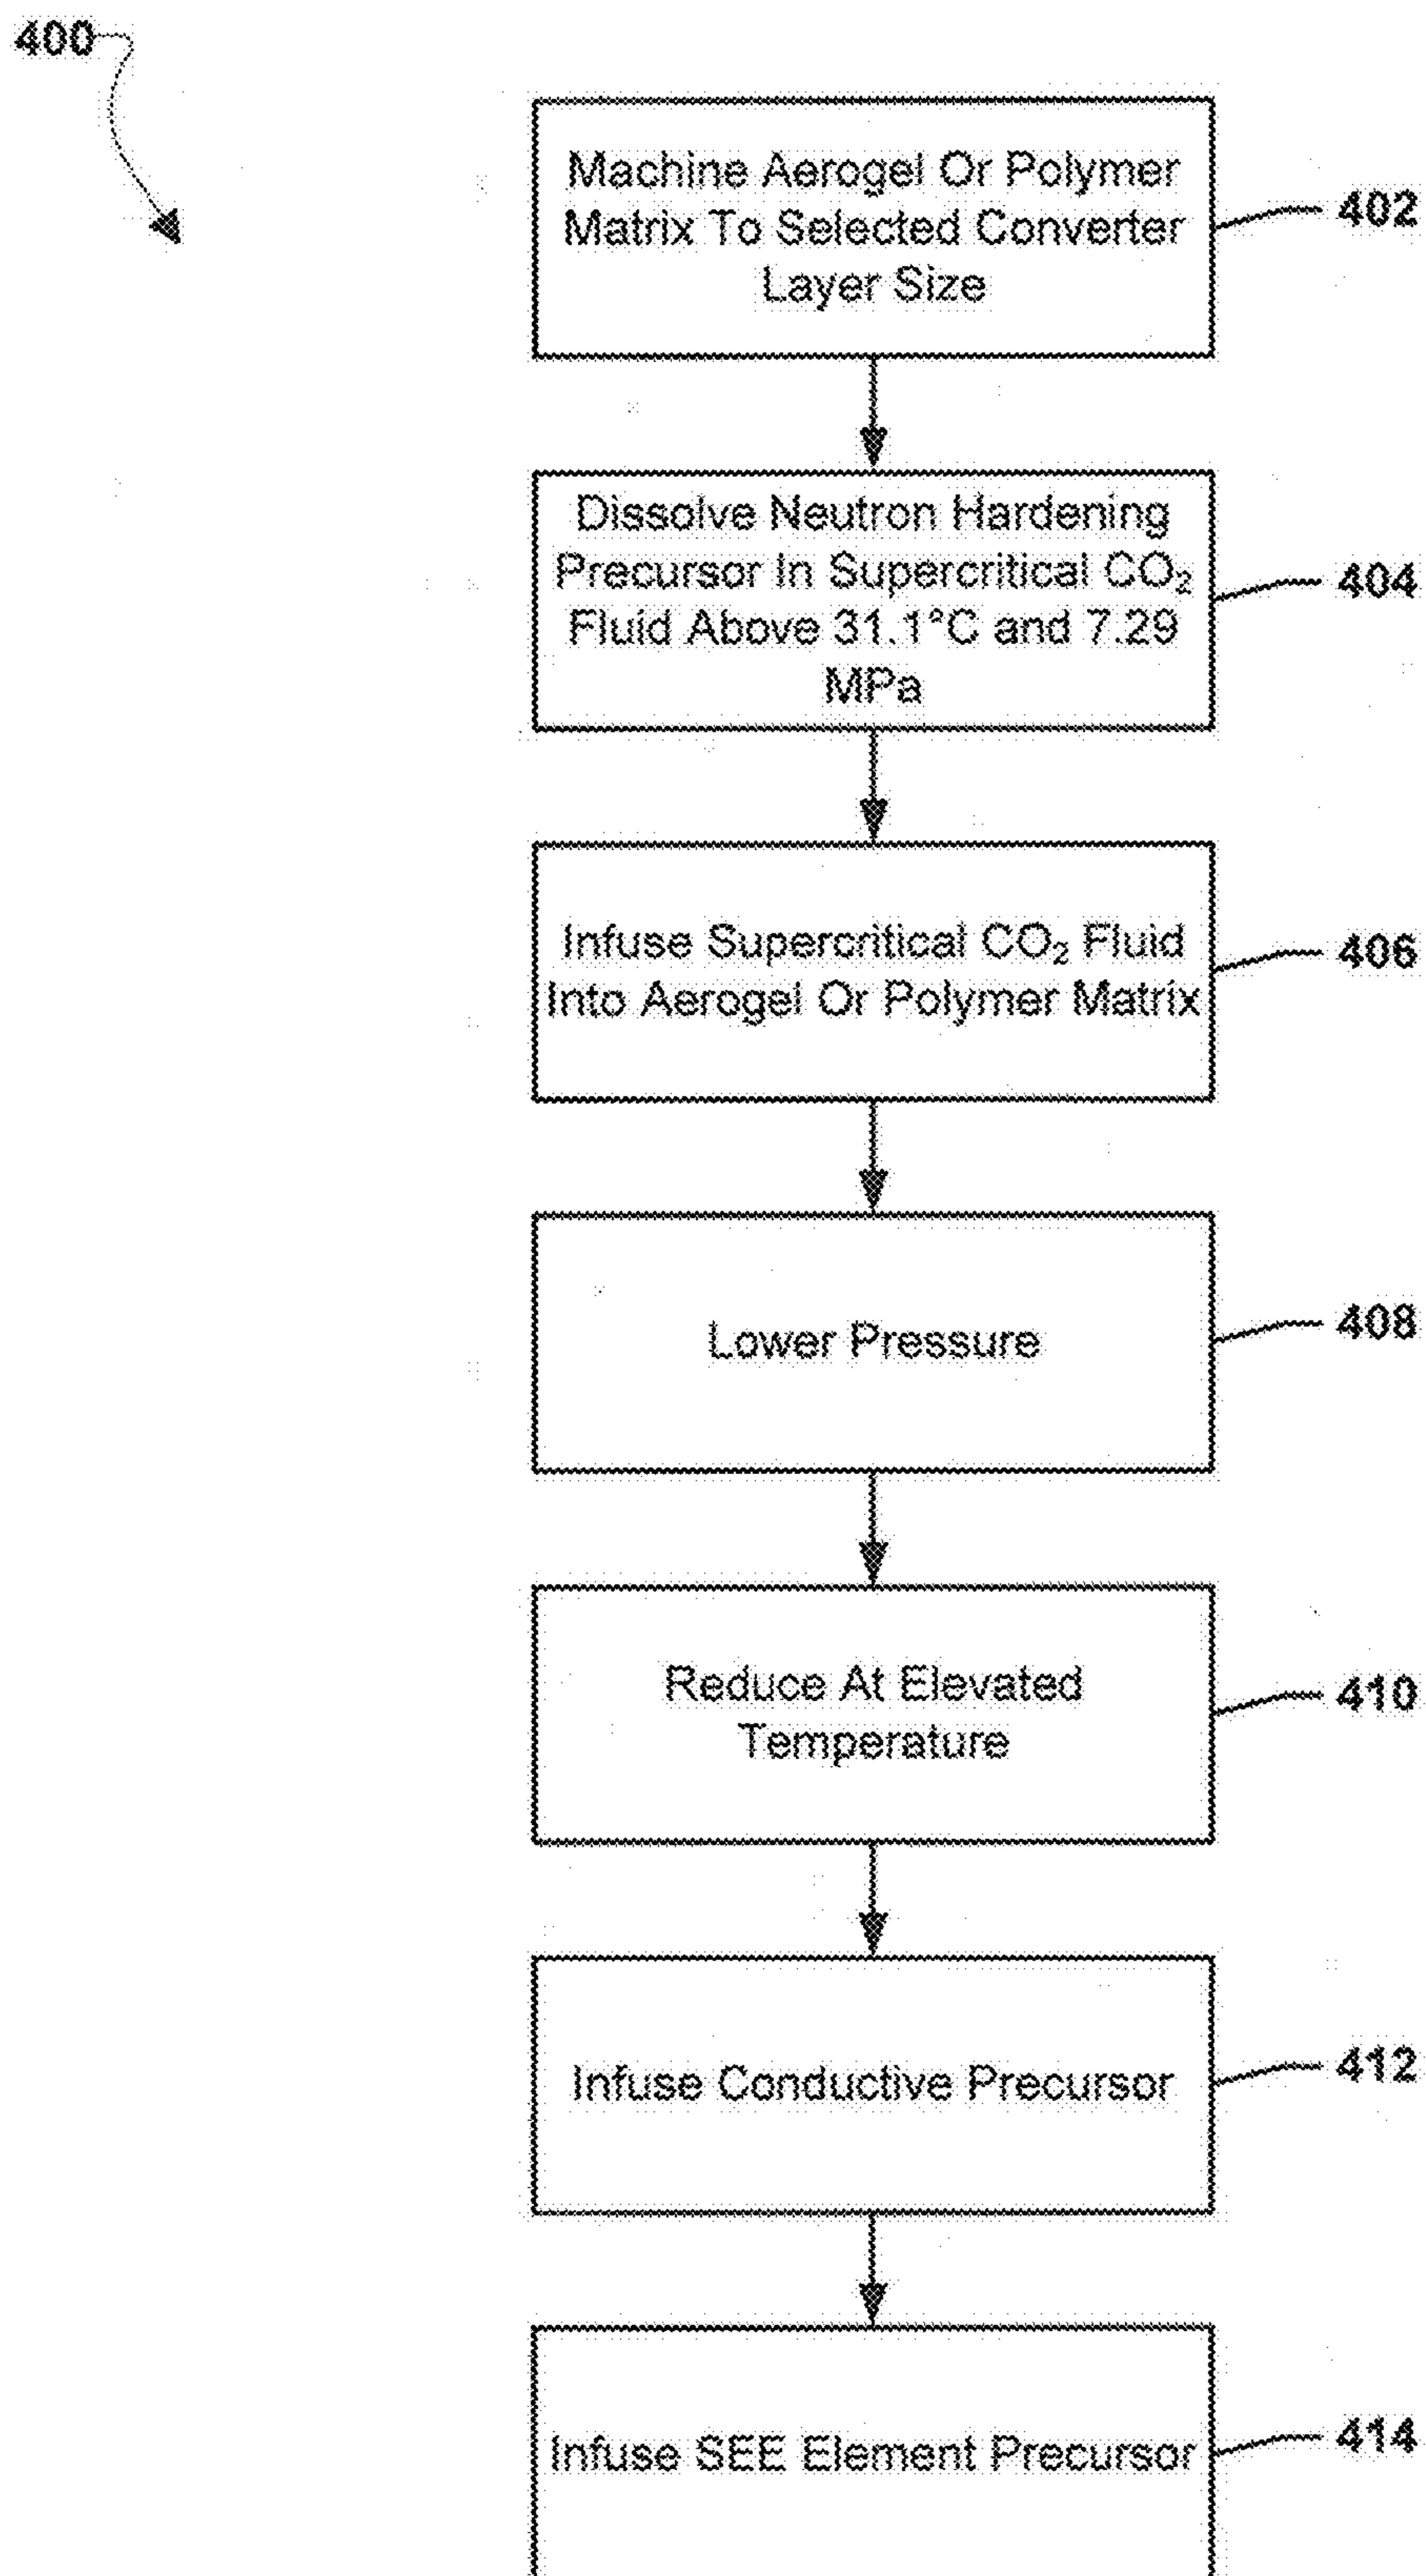 400
Machine Aerogel Or Polymer
Matrix To Selected Converter
Layer Size
402
Dissolve Neutron Hardening
Precursor In Supercritical CO₂
Fluid Above 31.1°C and 7.29
MPa
404
Infuse Supercritical CO₂ Fluid
Into Aerogel Or Polymer Matrix
406
Lower Pressure
408
Reduce At Elevated
Temperature
410
Infuse Conductive Precursor
412
Infuse SEE Element Precursor
414